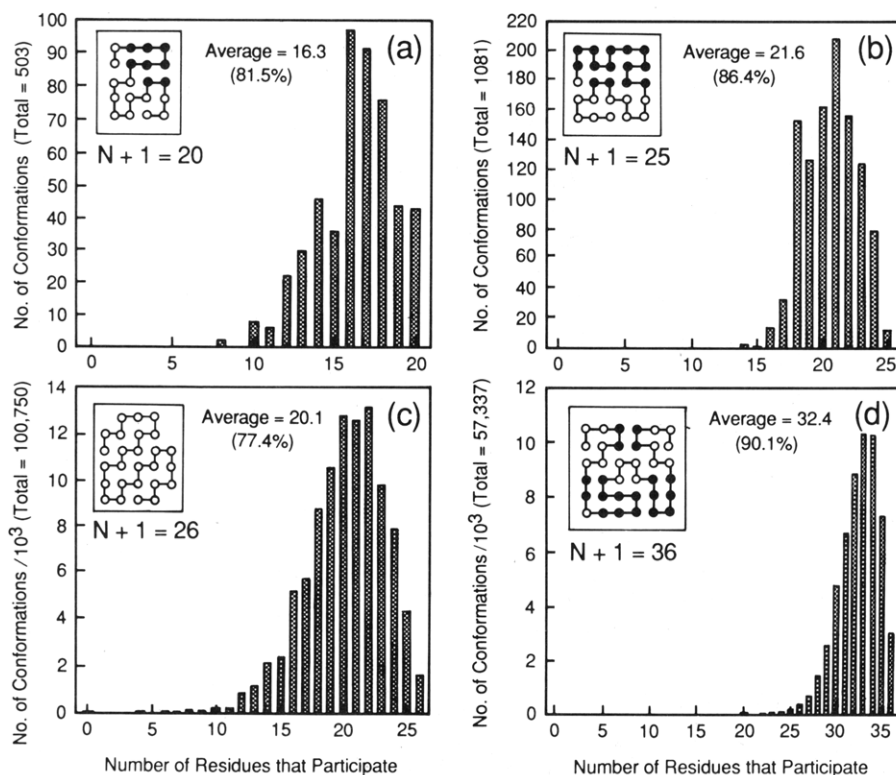 (a)
Average = 16.3
(81.5%)
N + 1 = 20
No. of Conformations (Total = 503)
100
90
80
70
60
50
40
30
20
10
0
0 5 10 15 20
(b)
Average = 21.6
(86.4%)
N + 1 = 25
No. of Conformations (Total = 1081)
220
200
180
160
140
120
100
80
60
40
20
0
0 5 10 15 20 25
(c)
Average = 20.1
(77.4%)
N + 1 = 26
No. of Conformations /10³ (Total = 100,750)
14
12
10
8
6
4
2
0
0 5 10 15 20 25
Number of Residues that Participate
(d)
Average = 32.4
(90.1%)
N + 1 = 36
No. of Conformations /10³ (Total = 57,337)
12
10
8
6
4
2
0
0 5 10 15 20 25 30 35
Number of Residues that Participate